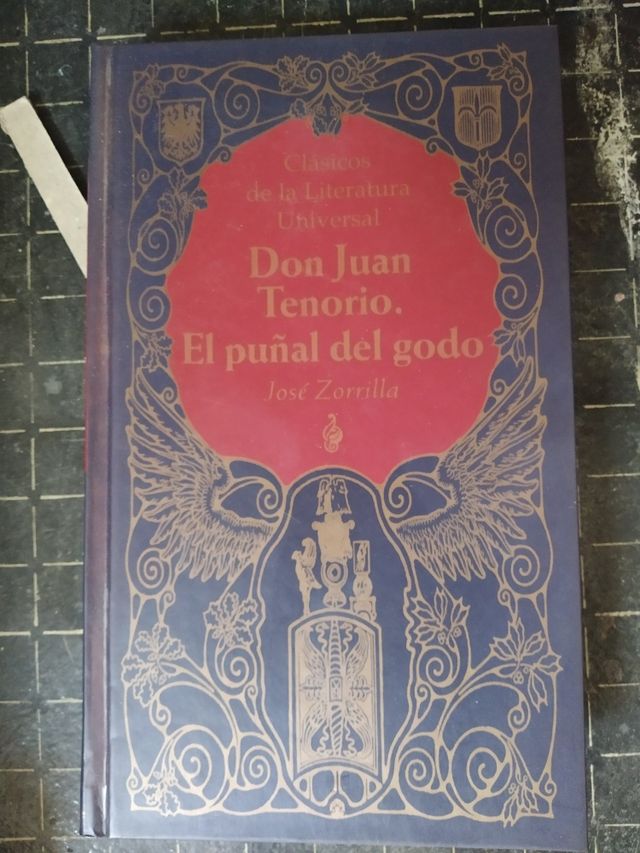 Clásicos
de la Literatura
Universal
Don Juan
Tenorio.
El puñal del godo
José Zorrilla